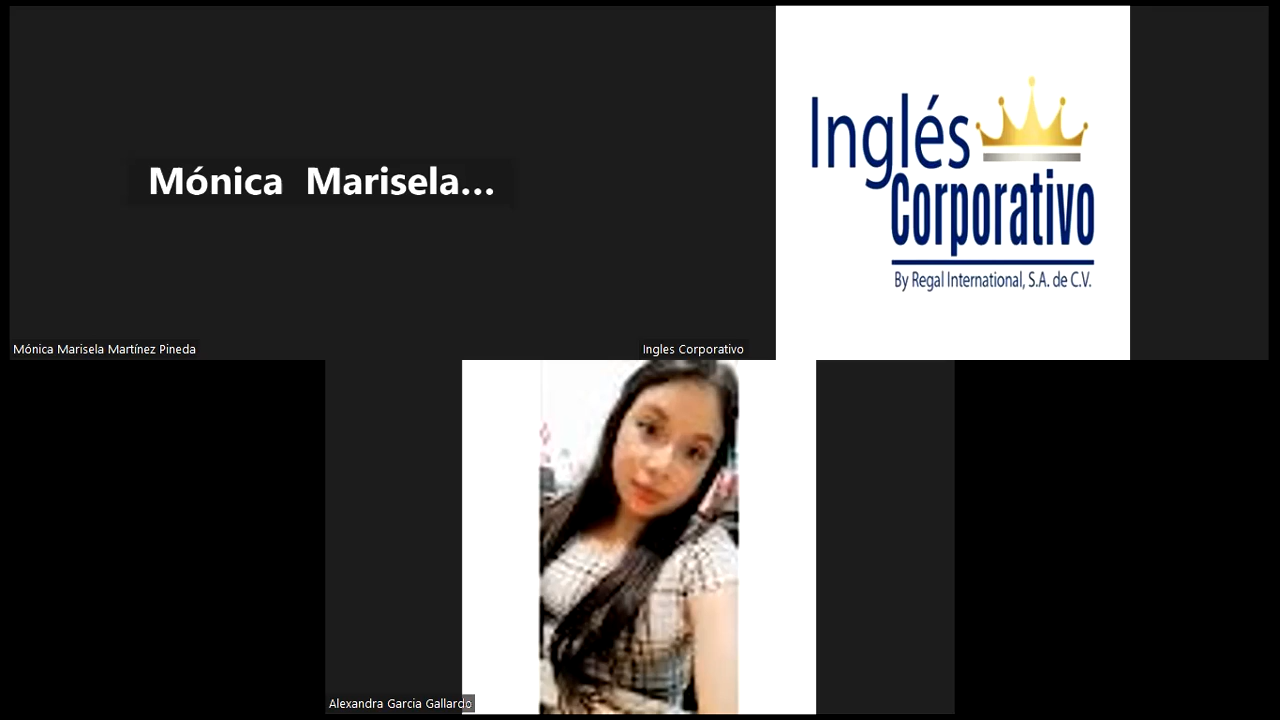 Mónica Marisela...
Mónica Marisela Martínez Pineda
Inglés
Corporativo
By Regal International, S.A. de C.V.
Ingles Corporativo
Alexandra Garcia Gallardo